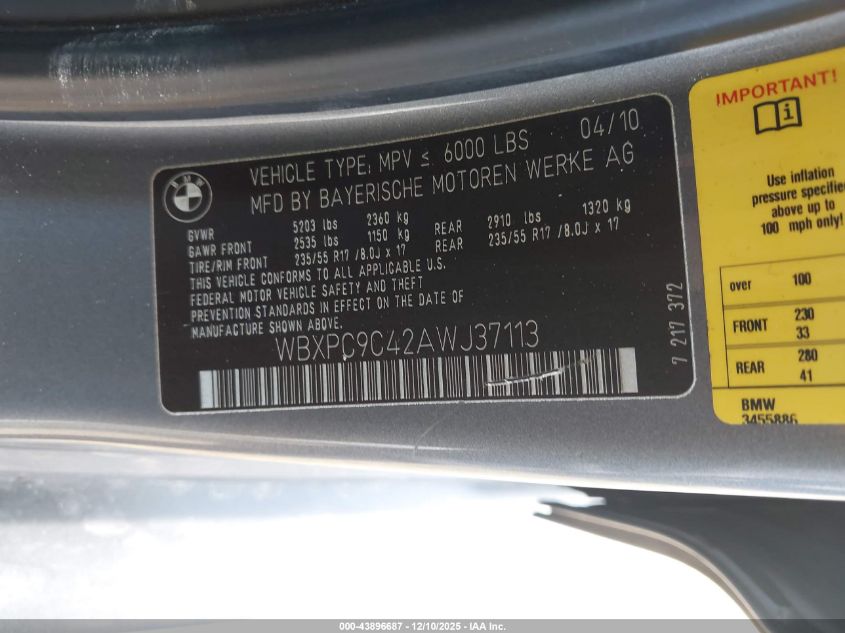 BMW
VEHICLE TYPE: MPV ≤ 6000 LBS 04/10
MFD BY BAYERISCHE MOTOREN WERKE AG
GVWR 5203 lbs 2360 kg
GAWR FRONT 2535 lbs 1150 kg REAR 2910 lbs 1320 kg
TIRE/RIM FRONT 235/55 R17 /8.0J x 17 REAR 235/55 R17 /8.0J x 17
THIS VEHICLE CONFORMS TO ALL APPLICABLE U.S.
FEDERAL MOTOR VEHICLE SAFETY AND THEFT
PREVENTION STANDARDS IN EFFECT ON THE DATE OF
MANUFACTURE SHOWN ABOVE.
WBXPC9C42AWJ37113
7 217 372
IMPORTANT!
i
Use inflation
pressure specifie
above up to
100 mph only!
over 100
FRONT 230
33
REAR 280
41
BMW
3455886
000-43896687 - 12/10/2025 - IAA Inc.